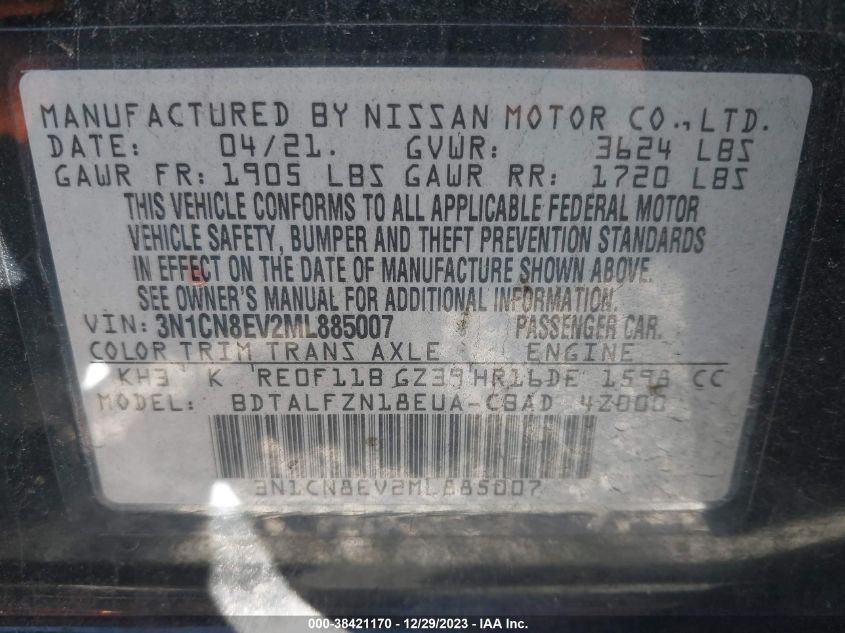 MANUFACTURED BY NISSAN MOTOR CO., LTD.
DATE: 04/21. GVWR: 3624 LBS
GAWR FR: 1905 LBS GAWR RR: 1720 LBS
THIS VEHICLE CONFORMS TO ALL APPLICABLE FEDERAL MOTOR
VEHICLE SAFETY, BUMPER AND THEFT PREVENTION STANDARDS
IN EFFECT ON THE DATE OF MANUFACTURE SHOWN ABOVE.
SEE OWNER'S MANUAL FOR ADDITIONAL INFORMATION
VIN: 3N1CN8EV2ML885007 PASSENGER CAR.
COLOR TRIM TRANS AXLE ENGINE
KH3 K RE0F11B GZ39 HR16DE 1598 CC
MODEL: BDTALFZN18EUA-CBAD 4Z000
3N1CN8EV2ML885007
000-38421170 - 12/29/2023 - IAA Inc.